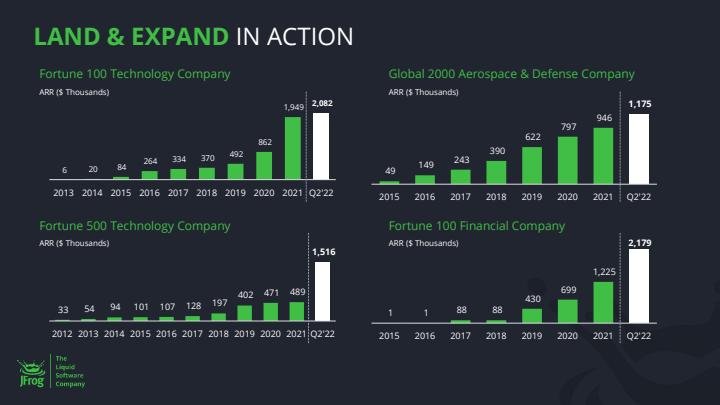 LAND & EXPAND IN ACTION
Fortune 100 Technology Company
ARR ($ Thousands)
6 20 84 264 334 370 492 862 1,949 2,082
2013 2014 2015 2016 2017 2018 2019 2020 2021 Q2'22
Global 2000 Aerospace & Defense Company
ARR ($ Thousands)
49 149 243 390 622 797 946 1,175
2015 2016 2017 2018 2019 2020 2021 Q2'22
Fortune 500 Technology Company
ARR ($ Thousands)
33 54 94 101 107 128 197 402 471 489 1,516
2012 2013 2014 2015 2016 2017 2018 2019 2020 2021 Q2'22
Fortune 100 Financial Company
ARR ($ Thousands)
1 1 88 88 430 699 1,225 2,179
2015 2016 2017 2018 2019 2020 2021 Q2'22
JFrog
The
Liquid
Software
Company